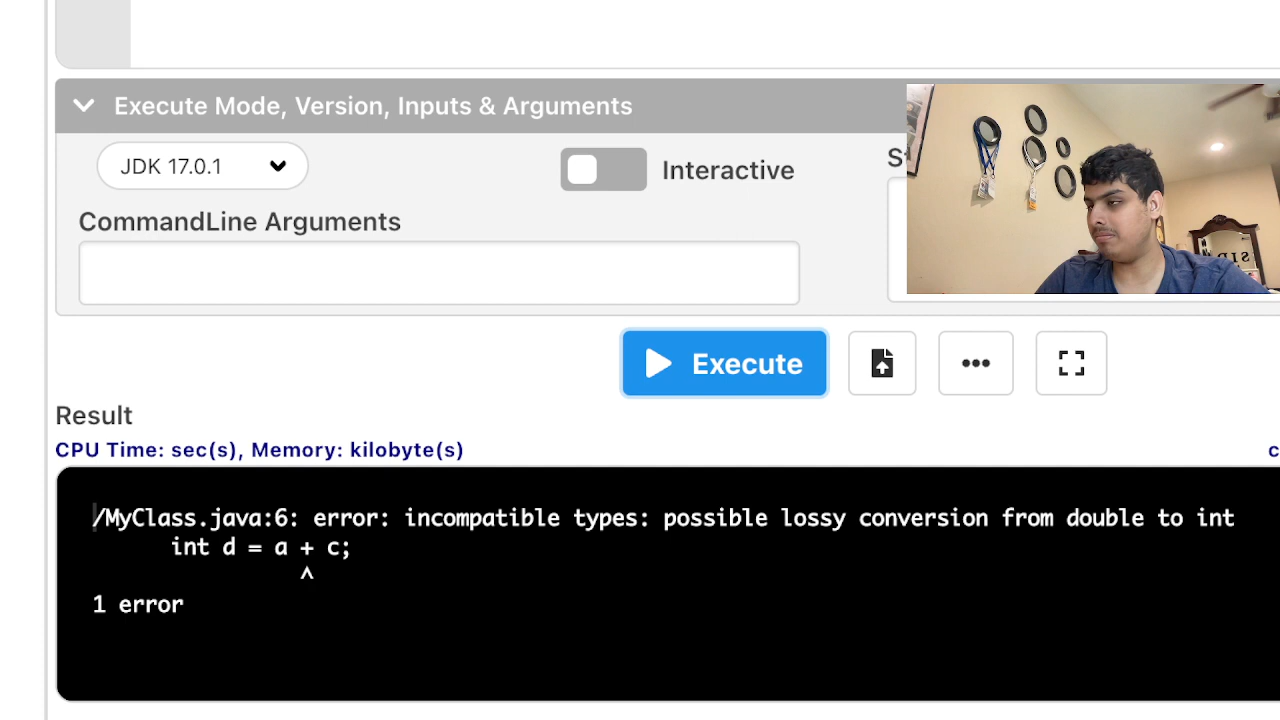 Execute Mode, Version, Inputs & Arguments
JDK 17.0.1
Interactive
CommandLine Arguments
Execute
Result
CPU Time: sec(s), Memory: kilobyte(s)
/MyClass.java:6: error: incompatible types: possible lossy conversion from double to int
int d = a + c;
^
1 error